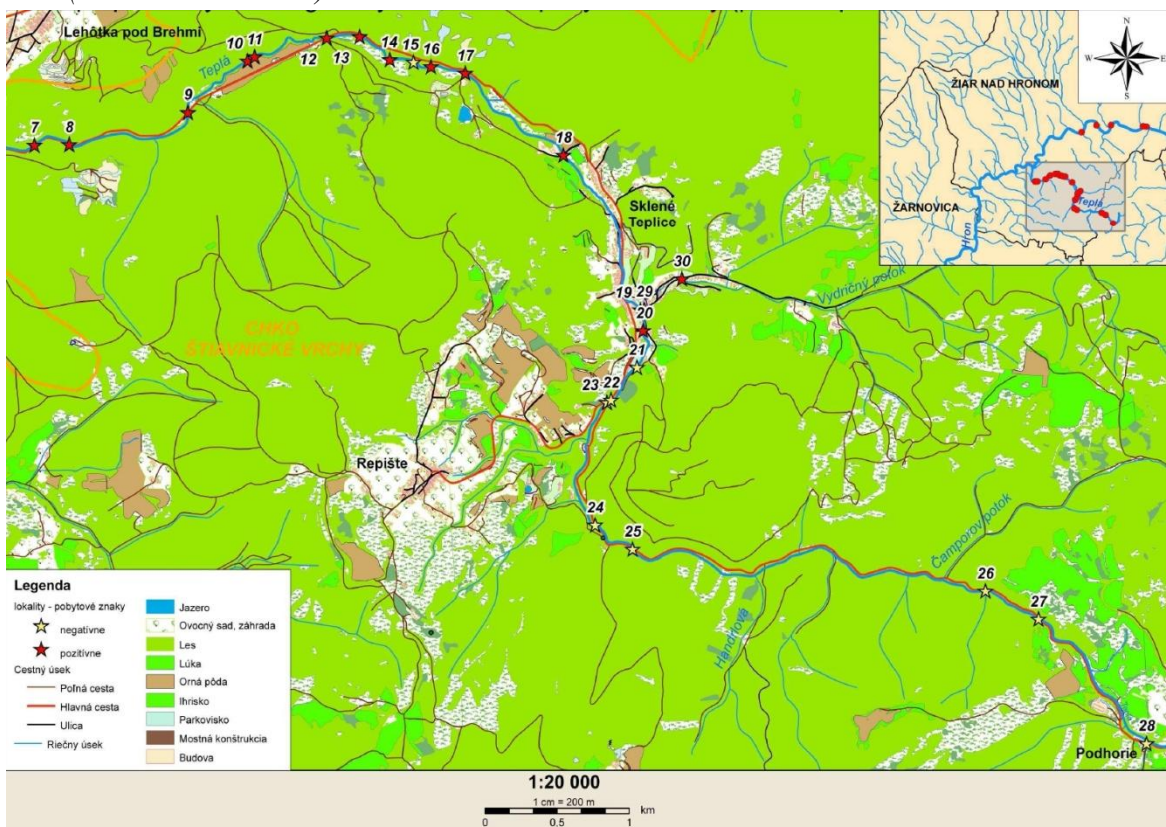 Lehôtka pod Brehmi
7
8
9
10
11
12
13
14
15
16
17
18
Teplá
Sklené
Teplice
30
29
19
20
21
22
23
Vydričný potok
CHKO
ŠTIAVNICKÉ VRCHY
Repište
24
25
26
27
28
Handrlová
Čamporov potok
Podhorie
N
W
E
S
ŽIAR NAD HRONOM
ŽARNOVICA
Hron
Teplá
Legenda
lokality - pobytové znaky
negatívne
pozitívne
Cestný úsek
Poľná cesta
Hlavná cesta
Ulica
Riečny úsek
Jazero
Ovocný sad, záhrada
Les
Lúka
Orná pôda
Ihrisko
Parkovisko
Mostná konštrukcia
Budova
1:20 000
1 cm = 200 m
km
0 0,5 1